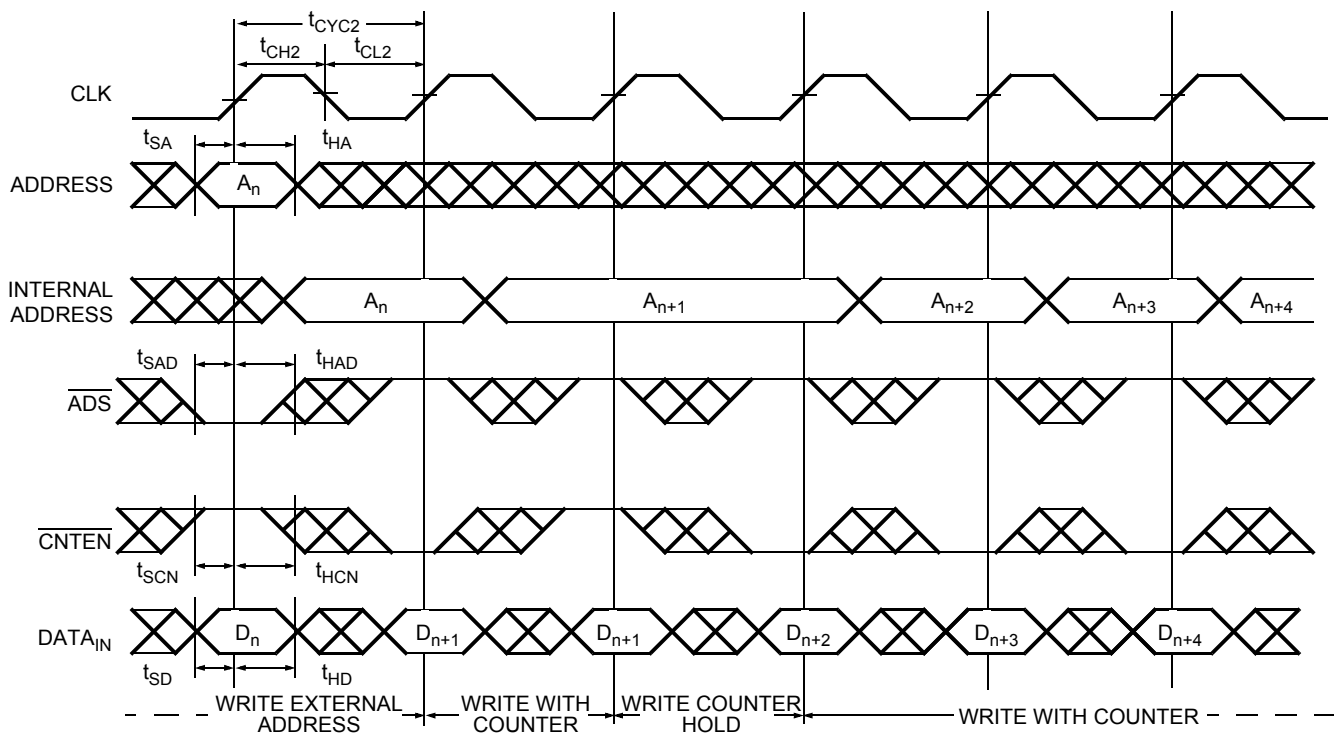 tCYC2
tCH2 tCL2
CLK
tSA tHA
ADDRESS An
INTERNAL ADDRESS An An+1 An+2 An+3 An+4
tSAD tHAD
ADS
CNTEN
tSCN tHCN
DATAIN Dn Dn+1 Dn+1 Dn+2 Dn+3 Dn+4
tSD tHD
WRITE EXTERNAL
ADDRESS
WRITE WITH
COUNTER
WRITE COUNTER
HOLD
WRITE WITH COUNTER